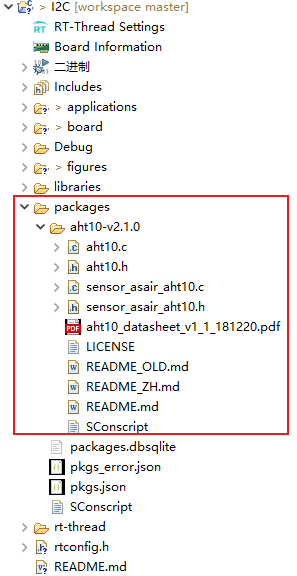 > I2C [workspace master]
RT-Thread Settings
Board Information
二进制
Includes
> applications
> board
Debug
> figures
libraries
packages
aht10-v2.1.0
aht10.c
aht10.h
sensor_asair_aht10.c
sensor_asair_aht10.h
aht10_datasheet_v1_1_181220.pdf
LICENSE
README_OLD.md
README_ZH.md
README.md
SConscript
packages.dbsqlite
pkgs_error.json
pkgs.json
SConscript
rt-thread
> rtconfig.h
README.md